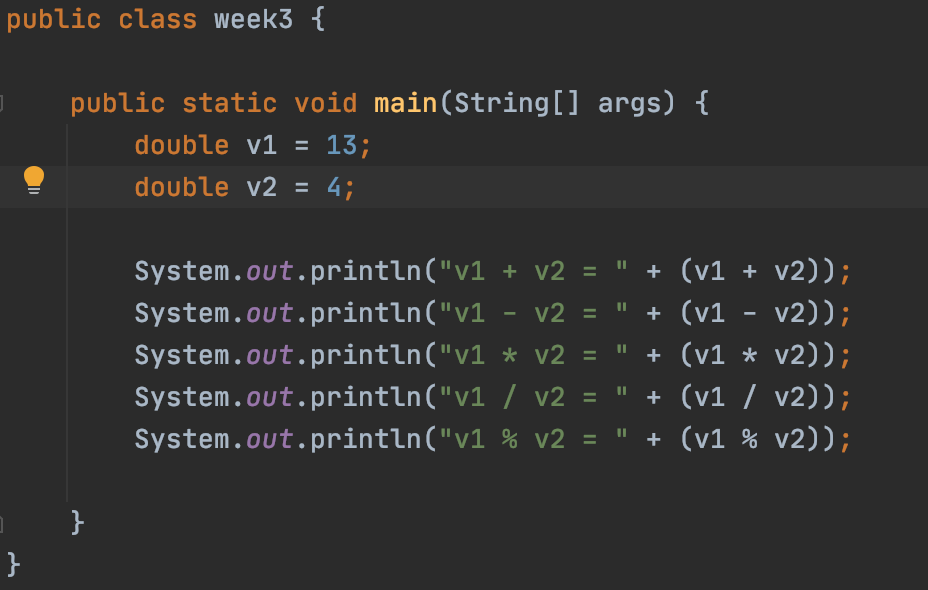 public class week3 {
public static void main(String[] args) {
double v1 = 13;
double v2 = 4;
System.out.println("v1 + v2 = " + (v1 + v2));
System.out.println("v1 - v2 = " + (v1 - v2));
System.out.println("v1 * v2 = " + (v1 * v2));
System.out.println("v1 / v2 = " + (v1 / v2));
System.out.println("v1 % v2 = " + (v1 % v2));
}
}